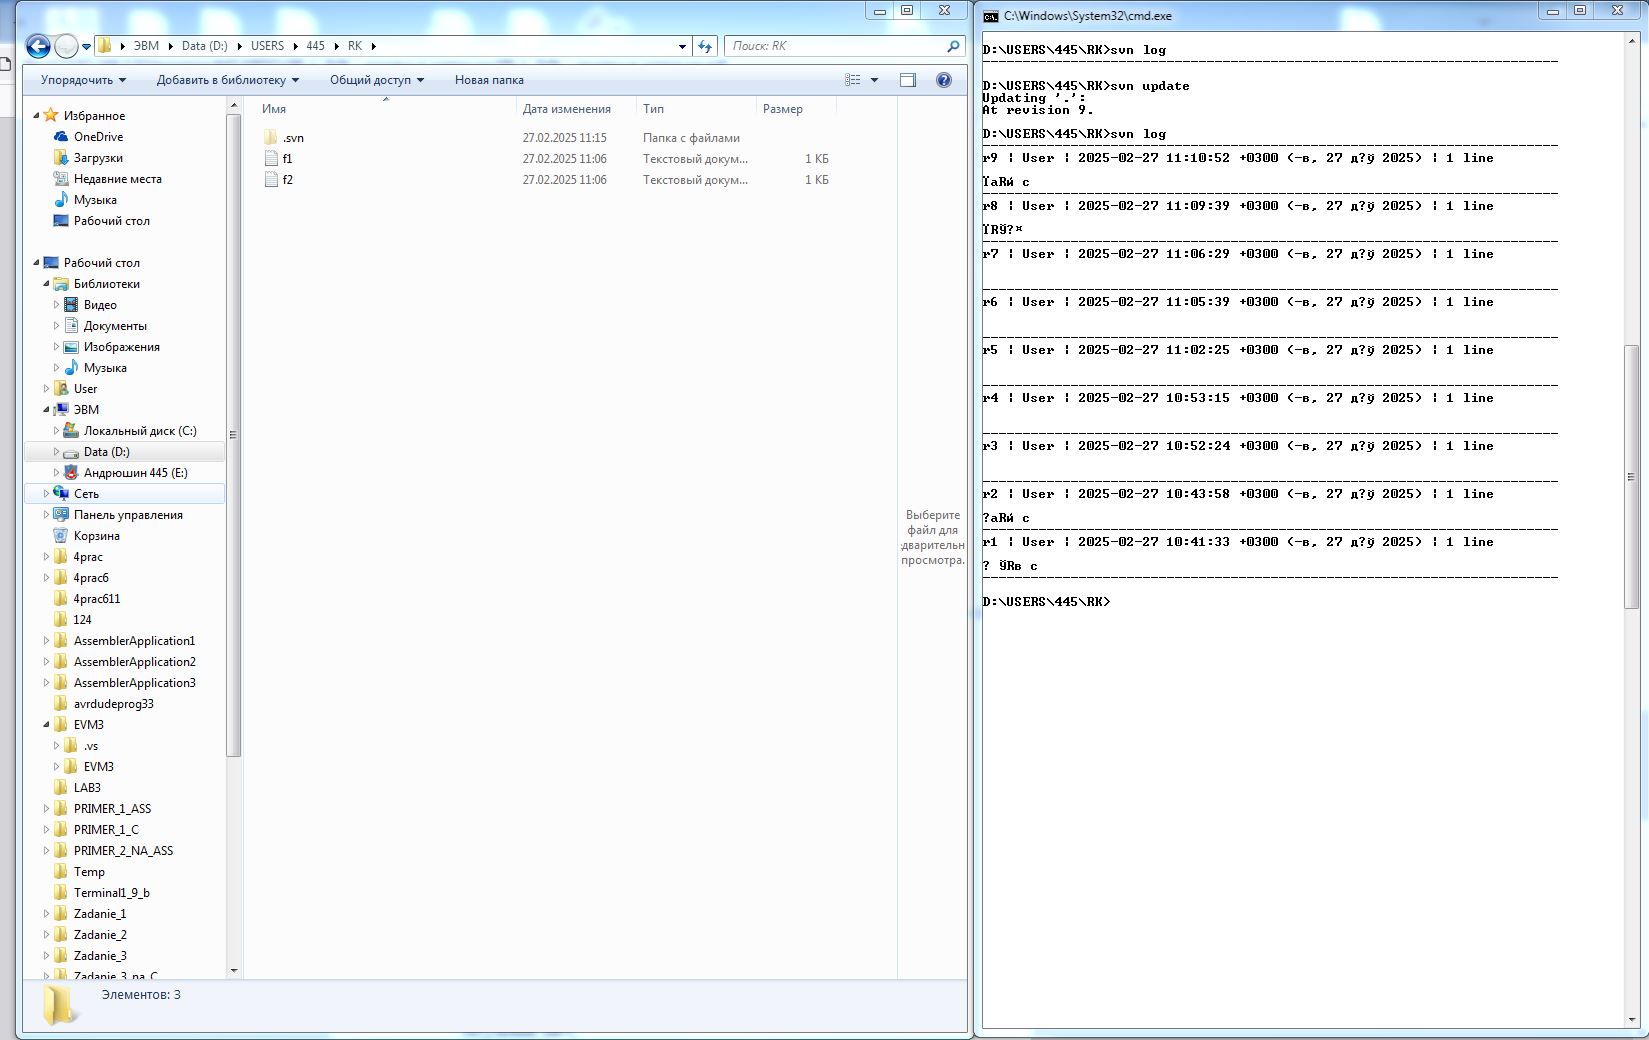 ЭВМ ▸ Data (D:) ▸ USERS ▸ 445 ▸ RK ▸
Поиск: RK
Упорядочить Добавить в библиотеку Общий доступ Новая папка
Избранное
OneDrive
Загрузки
Недавние места
Музыка
Рабочий стол
Рабочий стол
Библиотеки
Видео
Документы
Изображения
Музыка
User
ЭВМ
Локальный диск (C:)
Data (D:)
Андрюшин 445 (E:)
Сеть
Панель управления
Корзина
4prac
4prac6
4prac611
124
AssemblerApplication1
AssemblerApplication2
AssemblerApplication3
avrdudeprog33
EVM3
.vs
EVM3
LAB3
PRIMER_1_ASS
PRIMER_1_C
PRIMER_2_NA_ASS
Temp
Terminal1_9_b
Zadanie_1
Zadanie_2
Zadanie_3
Zadanie_3_na_C
Имя Дата изменения Тип Размер
.svn 27.02.2025 11:15 Папка с файлами
f1 27.02.2025 11:06 Текстовый докум... 1 КБ
f2 27.02.2025 11:06 Текстовый докум... 1 КБ
Выберите
файл для
дварительн
просмотра.
Элементов: 3
C:\Windows\System32\cmd.exe
D:\USERS\445\RK>svn log
D:\USERS\445\RK>svn update
Updating '.':
At revision 9.
D:\USERS\445\RK>svn log
r9 | User | 2025-02-27 11:10:52 +0300 (-в, 27 д?ў 2025) | 1 line
ЇаRй с
r8 | User | 2025-02-27 11:09:39 +0300 (-в, 27 д?ў 2025) | 1 line
ЇRў?¤
r7 | User | 2025-02-27 11:06:29 +0300 (-в, 27 д?ў 2025) | 1 line
r6 | User | 2025-02-27 11:05:39 +0300 (-в, 27 д?ў 2025) | 1 line
r5 | User | 2025-02-27 11:02:25 +0300 (-в, 27 д?ў 2025) | 1 line
r4 | User | 2025-02-27 10:53:15 +0300 (-в, 27 д?ў 2025) | 1 line
r3 | User | 2025-02-27 10:52:24 +0300 (-в, 27 д?ў 2025) | 1 line
r2 | User | 2025-02-27 10:43:58 +0300 (-в, 27 д?ў 2025) | 1 line
?аRй с
r1 | User | 2025-02-27 10:41:33 +0300 (-в, 27 д?ў 2025) | 1 line
? ўRв с
D:\USERS\445\RK>